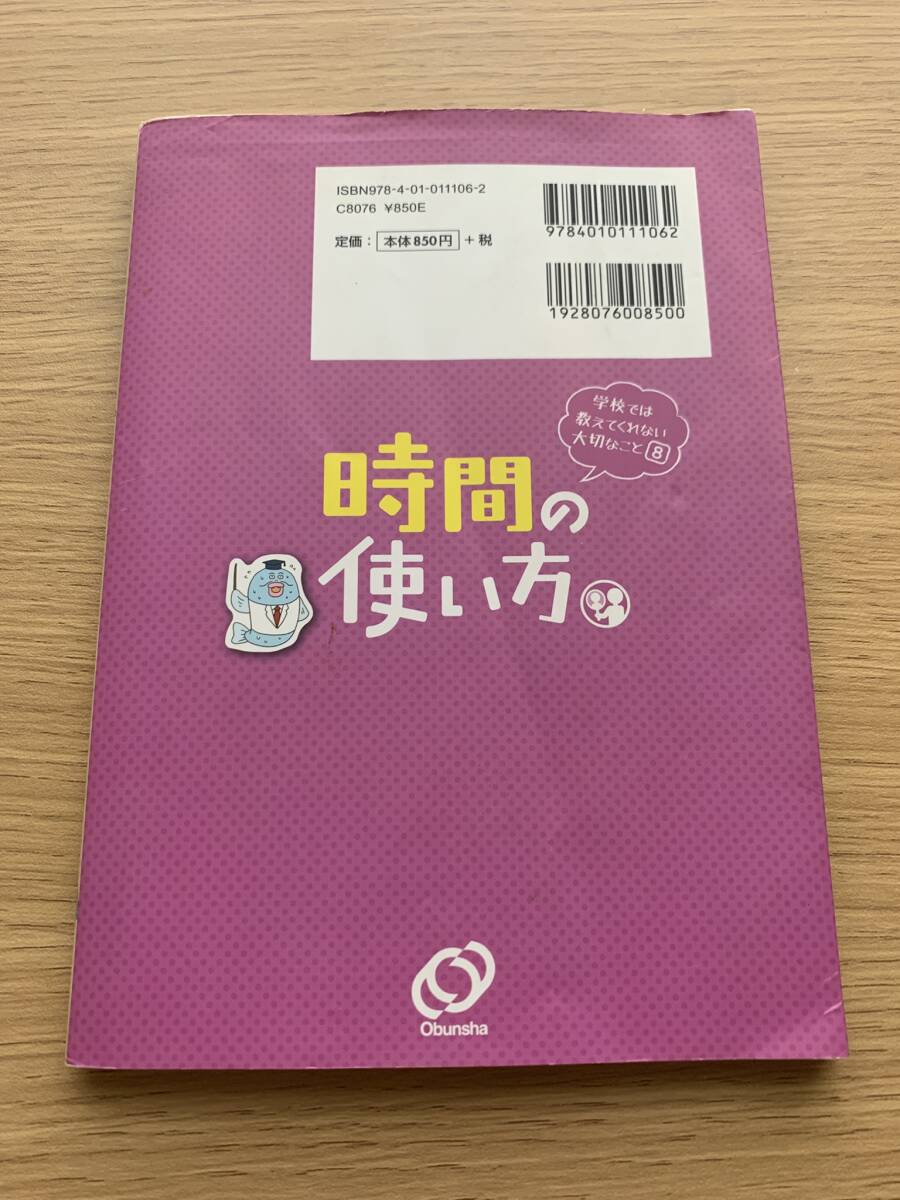 ISBN978-4-01-011106-2
C8076 ¥850E
定価：本体850円+税
9784010111062
1928076008500
学校では
教えてくれない
大切なこと 8
時間の
使い方
Obunsha